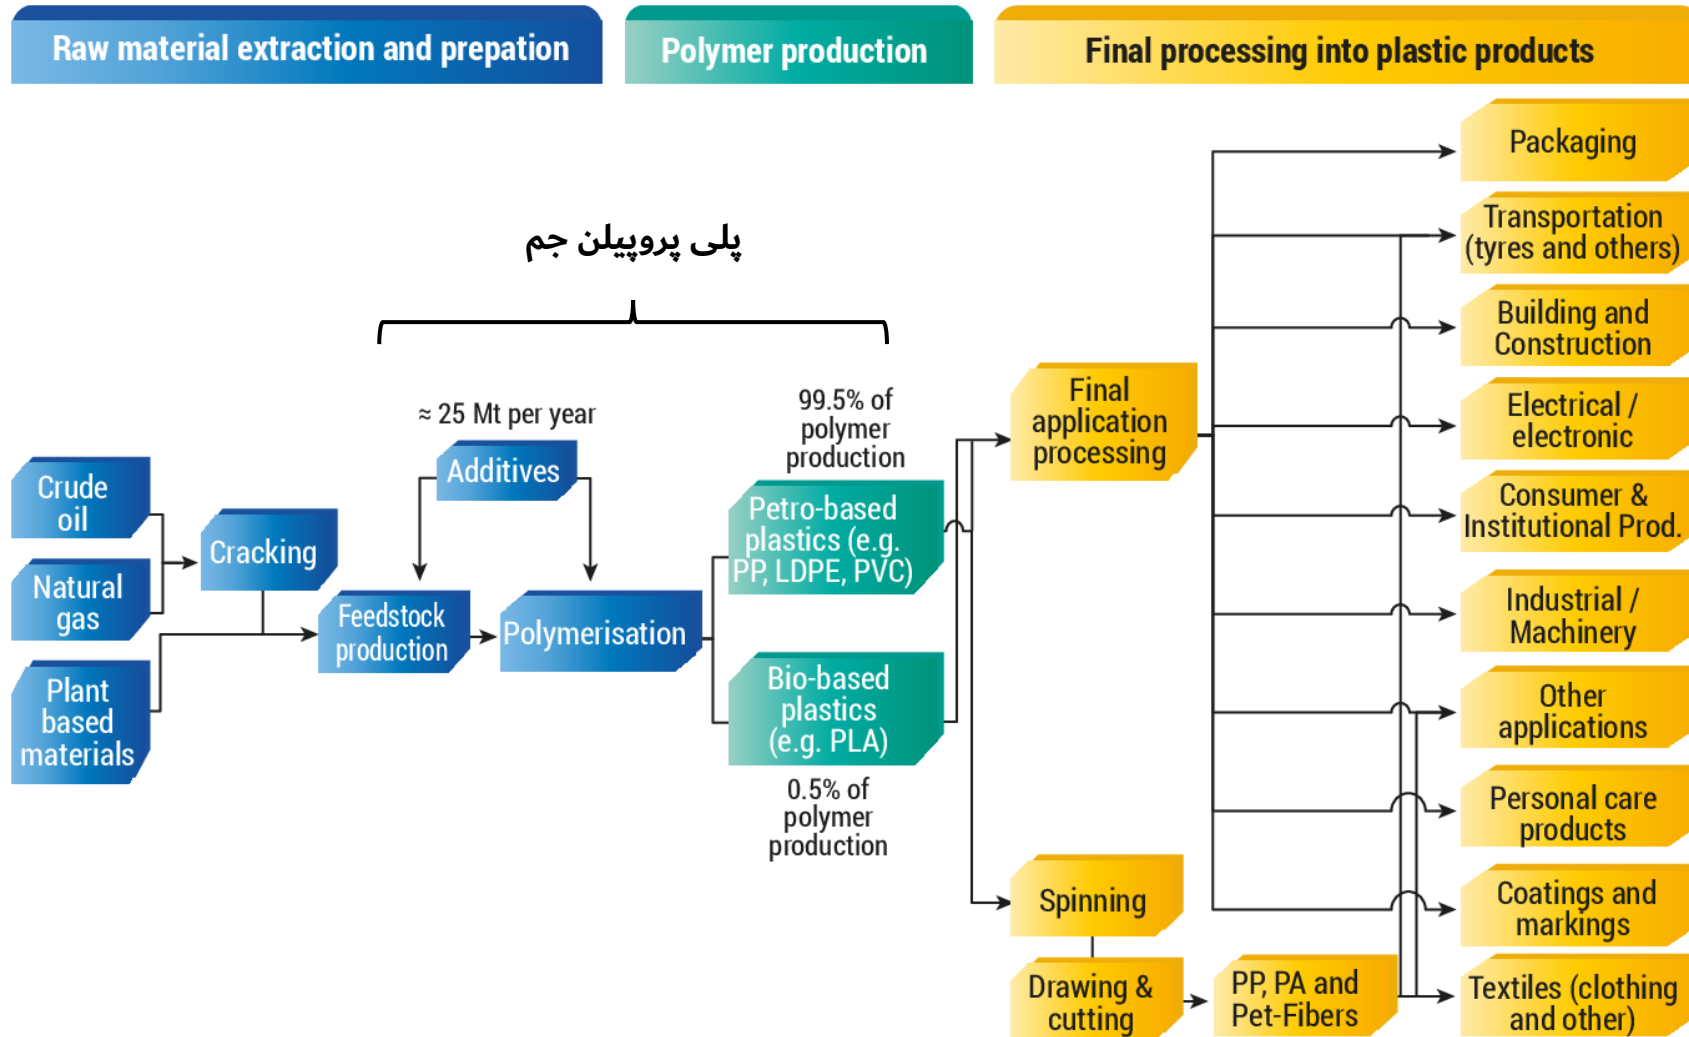 Raw material extraction and prepation
Polymer production
Final processing into plastic products
پلی پروپیلن جم
≈ 25 Mt per year
Additives
Crude
oil
Natural
gas
Plant
based
materials
Cracking
Feedstock
production
Polymerisation
99.5% of
polymer
production
Petro-based
plastics (e.g.
PP, LDPE, PVC)
Bio-based
plastics
(e.g. PLA)
0.5% of
polymer
production
Final
application
processing
Spinning
Drawing &
cutting
PP, PA and
Pet-Fibers
Packaging
Transportation
(tyres and others)
Building and
Construction
Electrical /
electronic
Consumer &
Institutional Prod.
Industrial /
Machinery
Other
applications
Personal care
products
Coatings and
markings
Textiles (clothing
and other)